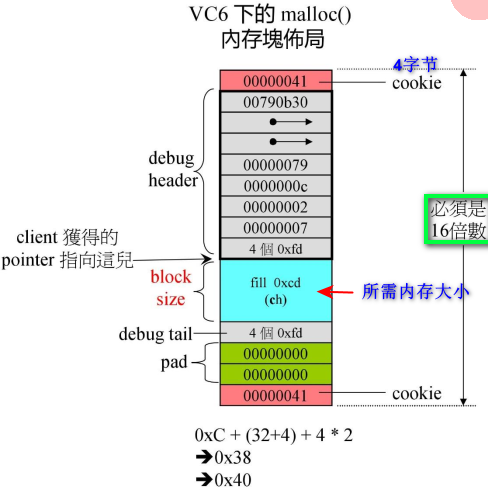 VC6 下的 malloc()
內存塊佈局
4字节
00000041
cookie
00790b30
debug
header
00000079
0000000c
00000002
00000007
4 個 0xfd
必須是
16倍數
client 獲得的
pointer 指向這兒
block
size
fill 0xcd
(ch)
所需内存大小
debug tail
4 個 0xfd
pad
00000000
00000000
00000041
cookie
0xC + (32+4) + 4 * 2
➔0x38
➔0x40